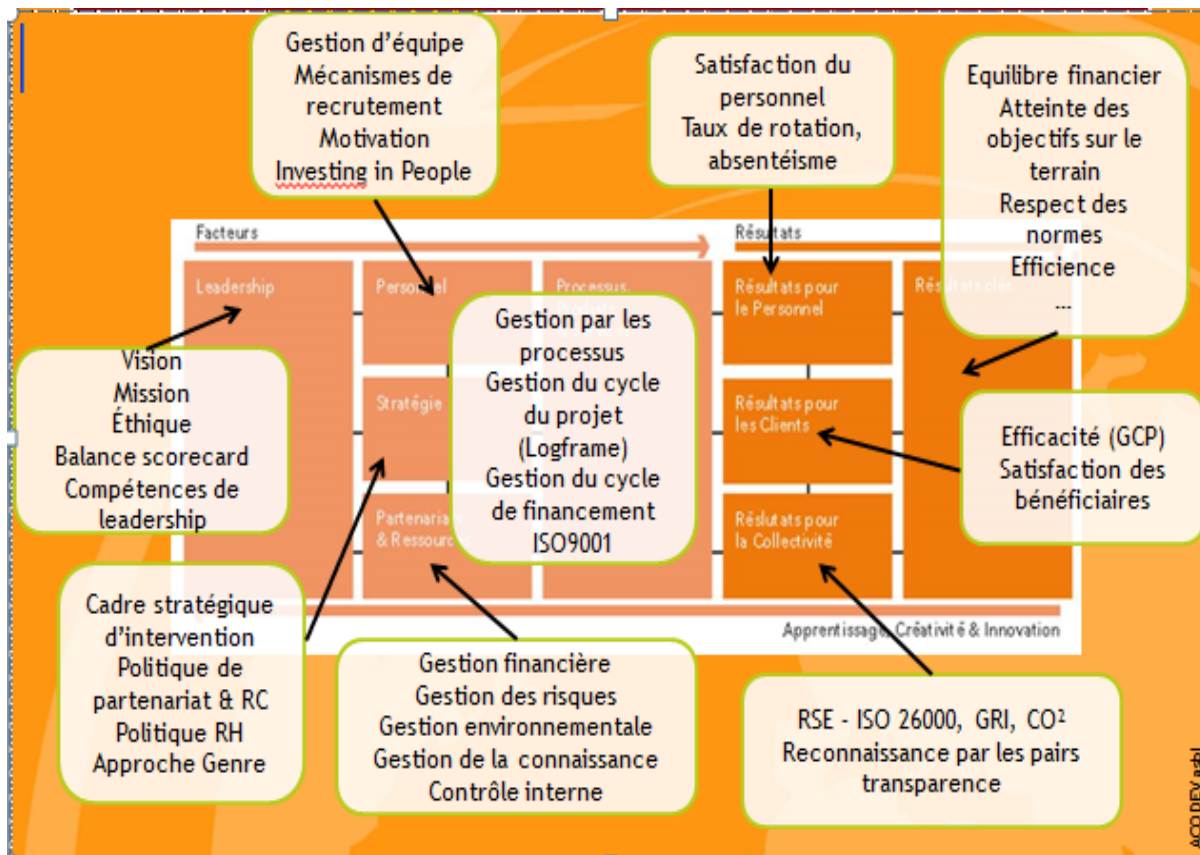 Gestion d'équipe
Mécanismes de
recrutement
Motivation
Investing in People
Satisfaction du
personnel
Taux de rotation,
absentéisme
Equilibre financier
Atteinte des
objectifs sur le
terrain
Respect des
normes
Efficience
...
Facteurs
Résultats
Leadership
Personnel
Processus,
Résultats pour
le Personnel
Résultats clés
Gestion par les
processus
Gestion du cycle
du projet
(Logframe)
Gestion du cycle
de financement
ISO9001
Vision
Mission
Éthique
Balance scorecard
Compétences de
leadership
Stratégie
Résultats pour
les Clients
Efficacité (GCP)
Satisfaction des
bénéficiaires
Partenariats
& Ressources
Réslutats pour
la Collectivité
Apprentissage, Créativité & Innovation
Cadre stratégique
d'intervention
Politique de
partenariat & RC
Politique RH
Approche Genre
Gestion financière
Gestion des risques
Gestion environnementale
Gestion de la connaissance
Contrôle interne
RSE - ISO 26000, GRI, CO²
Reconnaissance par les pairs
transparence
ACODEV asbl